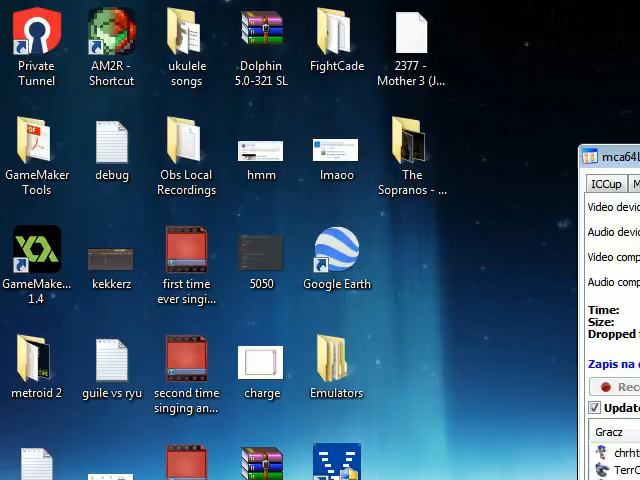 Private
Tunnel
AM2R -
Shortcut
ukulele
songs
Dolphin
5.0-321 SL
FightCade
2377 -
Mother 3 (J...
GameMaker
Tools
debug
Obs Local
Recordings
hmm
lmaoo
The
Sopranos - ...
GameMake...
1.4
kekkerz
first time
ever singi...
5050
Google Earth
metroid 2
guile vs ryu
second time
singing an...
charge
Emulators
mca64L
ICCup
Video devic
Audio devic
Video comp
Audio comp
Time:
Size:
Dropped
Zapis na
Rec
Update
Gracz
chrht
TerrC